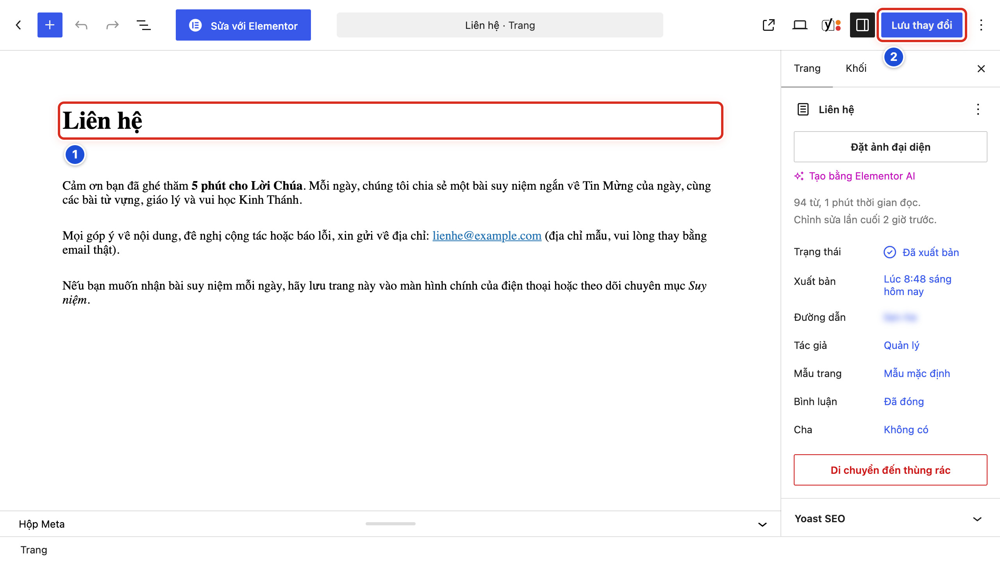 Sửa với Elementor
Liên hệ · Trang
Lưu thay đổi
2
Trang
Khối
Liên hệ
1
Cảm ơn bạn đã ghé thăm 5 phút cho Lời Chúa. Mỗi ngày, chúng tôi chia sẻ một bài suy niệm ngắn về Tin Mừng của ngày, cùng
các bài từ vựng, giáo lý và vui học Kinh Thánh.
Mọi góp ý về nội dung, đề nghị cộng tác hoặc báo lỗi, xin gửi về địa chỉ: lienhe@example.com (địa chỉ mẫu, vui lòng thay bằng
email thật).
Nếu bạn muốn nhận bài suy niệm mỗi ngày, hãy lưu trang này vào màn hình chính của điện thoại hoặc theo dõi chuyên mục Suy
niệm.
Liên hệ
Đặt ảnh đại diện
Tạo bằng Elementor AI
94 từ, 1 phút thời gian đọc.
Chỉnh sửa lần cuối 2 giờ trước.
Trạng thái Đã xuất bản
Xuất bản Lúc 8:48 sáng
hôm nay
Đường dẫn
Tác giả Quản lý
Mẫu trang Mẫu mặc định
Bình luận Đã đóng
Cha Không có
Di chuyển đến thùng rác
Yoast SEO
Hộp Meta
Trang